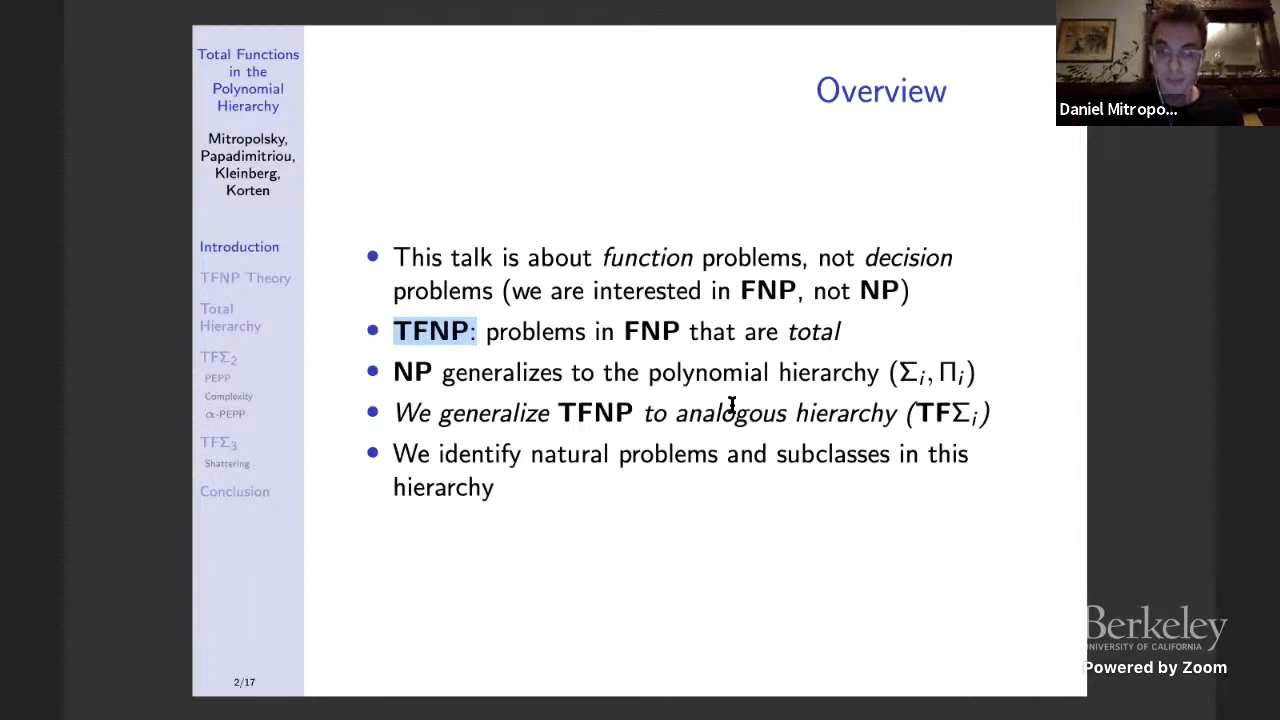 Total Functions
in the
Polynomial
Hierarchy
Mitropolsky,
Papadimitriou,
Kleinberg,
Korten
Introduction
TFNP Theory
Total
Hierarchy
TFΣ₂
PEPP
Complexity
α-PEPP
TFΣ₃
Shattering
Conclusion
2/17
Overview
• This talk is about function problems, not decision
problems (we are interested in FNP, not NP)
• TFNP: problems in FNP that are total
• NP generalizes to the polynomial hierarchy (Σᵢ, Πᵢ)
• We generalize TFNP to analogous hierarchy (TFΣᵢ)
• We identify natural problems and subclasses in this
hierarchy
Daniel Mitropo...
Berkeley
UNIVERSITY OF CALIFORNIA
Powered by Zoom